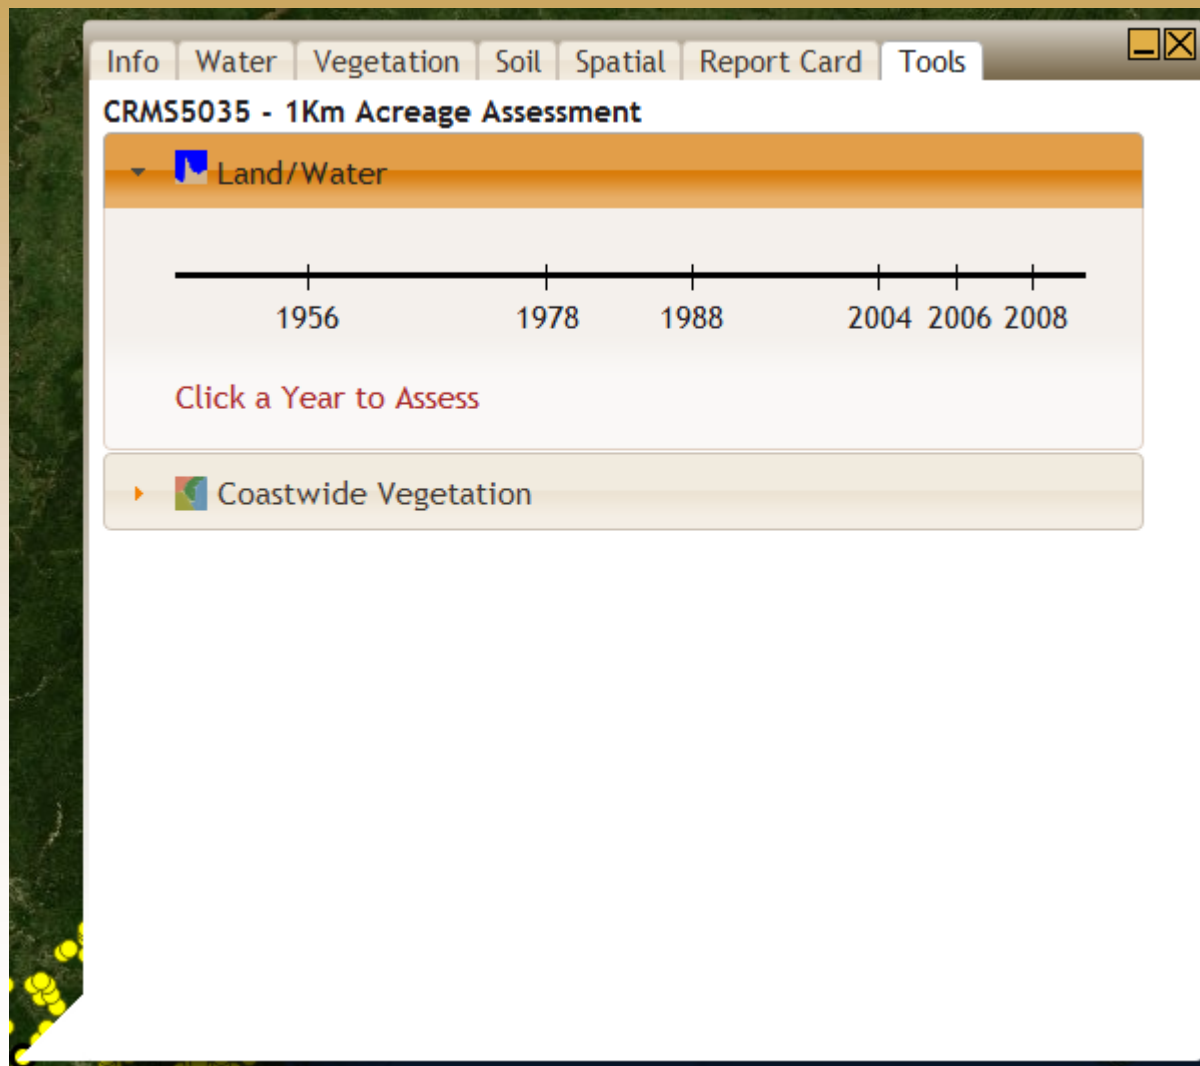 Info Water Vegetation Soil Spatial Report Card Tools
CRMS5035 - 1Km Acreage Assessment
Land/Water
1956 1978 1988 2004 2006 2008
Click a Year to Assess
Coastwide Vegetation